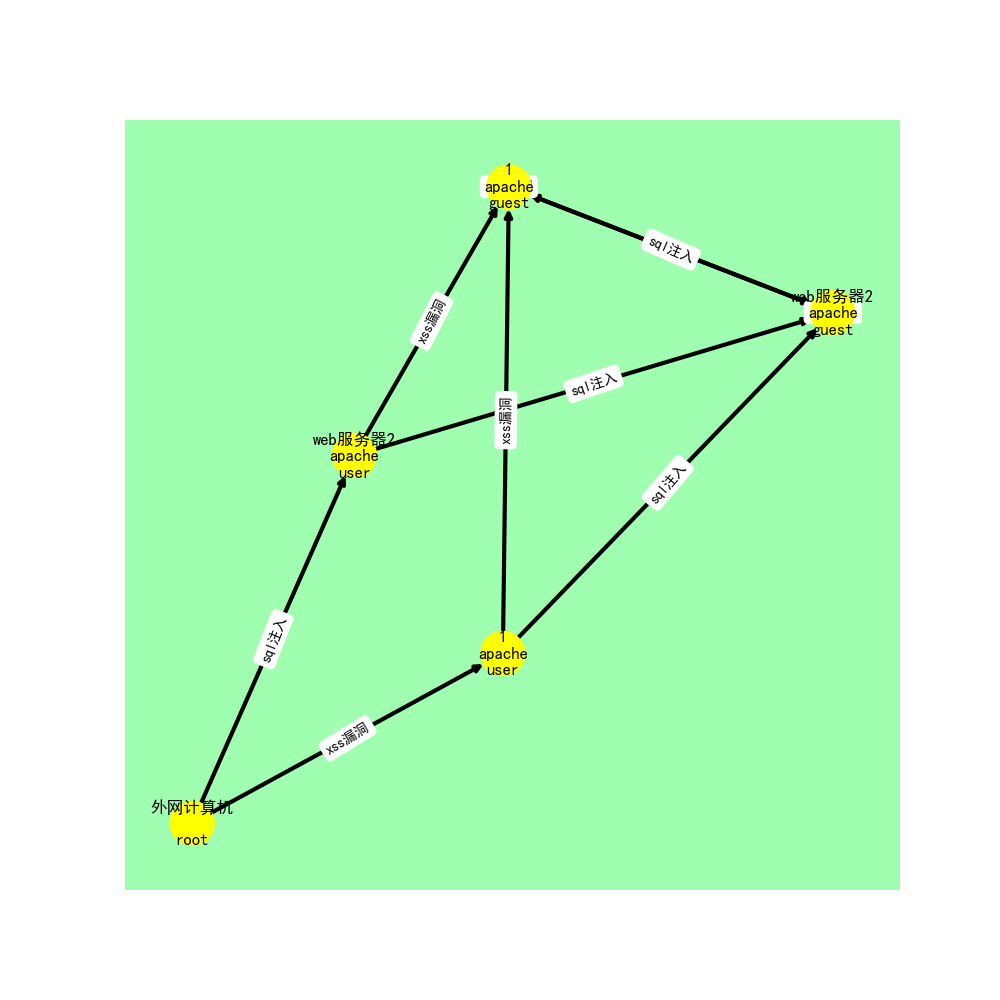 1
apache
guest
sql注入
web服务器2
apache
guest
xss漏洞
sql注入
xss漏洞
web服务器2
apache
user
sql注入
sql注入
1
apache
user
xss漏洞
外网计算机
root